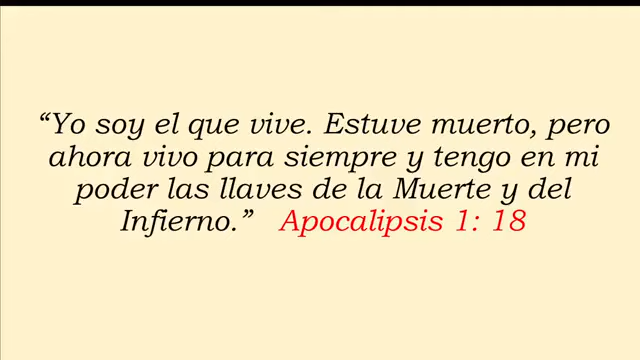 “Yo soy el que vive. Estuve muerto, pero
ahora vivo para siempre y tengo en mi
poder las llaves de la Muerte y del
Infierno.” Apocalipsis 1: 18